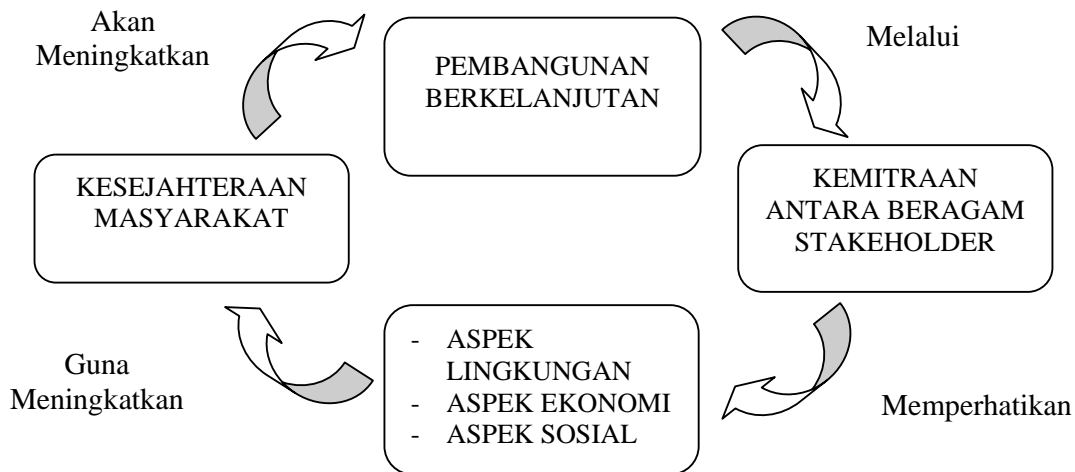 Akan
Meningkatkan
PEMBANGUNAN
BERKELANJUTAN
Melalui
KESEJAHTERAAN
MASYARAKAT
KEMITRAAN
ANTARA BERAGAM
STAKEHOLDER
Guna
Meningkatkan
- ASPEK
LINGKUNGAN
- ASPEK EKONOMI
- ASPEK SOSIAL
Memperhatikan